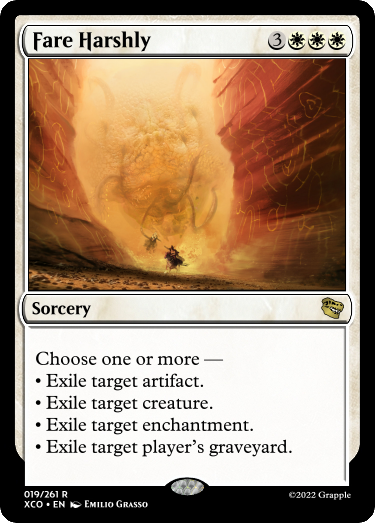 Fare Harshly 3
Sorcery
Choose one or more —
• Exile target artifact.
• Exile target creature.
• Exile target enchantment.
• Exile target player's graveyard.
019/261 R
XCO • EN Emilio Grasso
©2022 Grapple